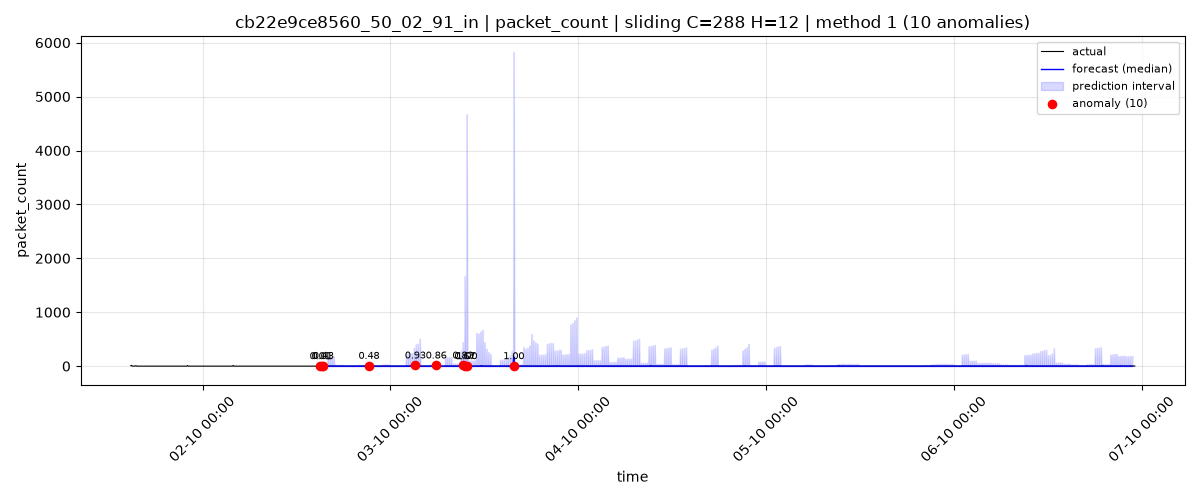 cb22e9ce8560_50_02_91_in | packet_count | sliding C=288 H=12 | method 1 (10 anomalies)
actual
forecast (median)
prediction interval
anomaly (10)
packet_count
6000
5000
4000
3000
2000
1000
0
0.48
0.93
0.86
1.00
02-10 00:00
03-10 00:00
04-10 00:00
05-10 00:00
06-10 00:00
07-10 00:00
time